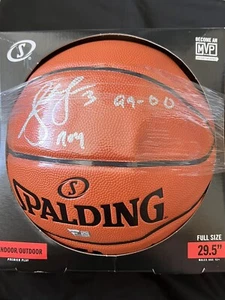 S
BECOME AN
MVP
3 99-00
ROY
S
SPALDING
INDOOR/OUTDOOR
FULL SIZE
29.5"